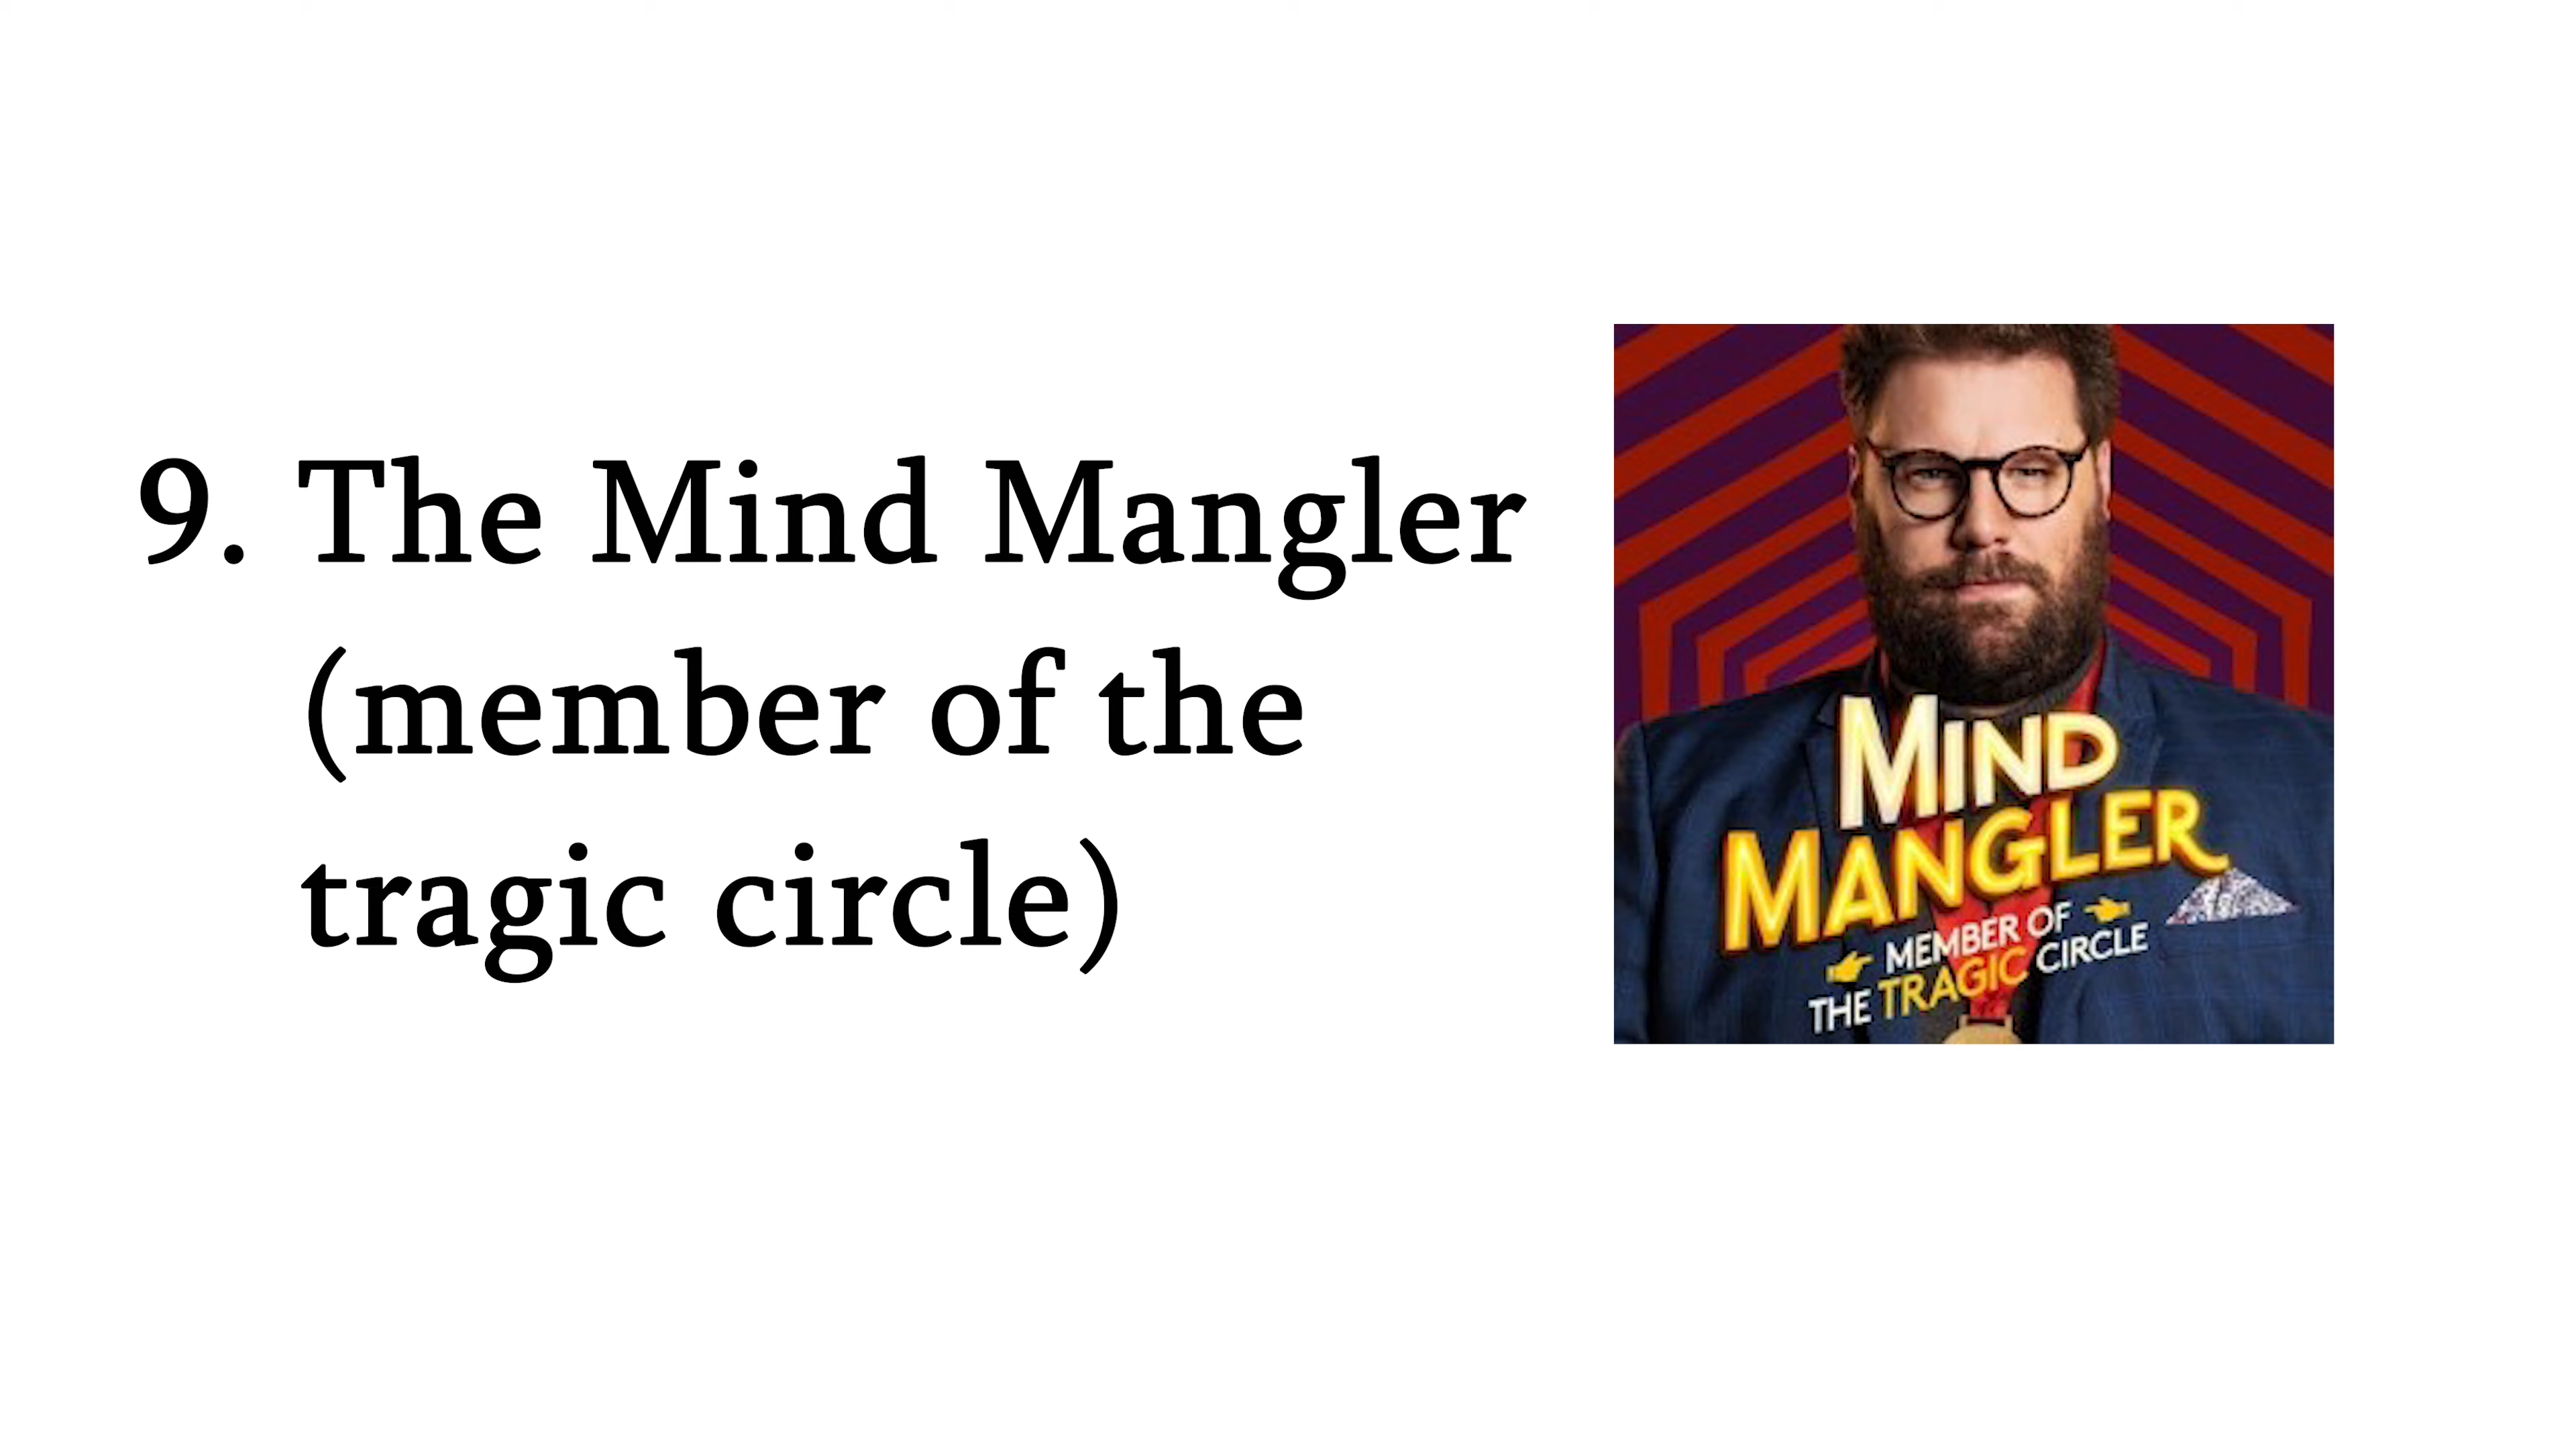 9. The Mind Mangler
(member of the
tragic circle)
MIND
MANGLER
MEMBER OF
THE TRAGIC CIRCLE